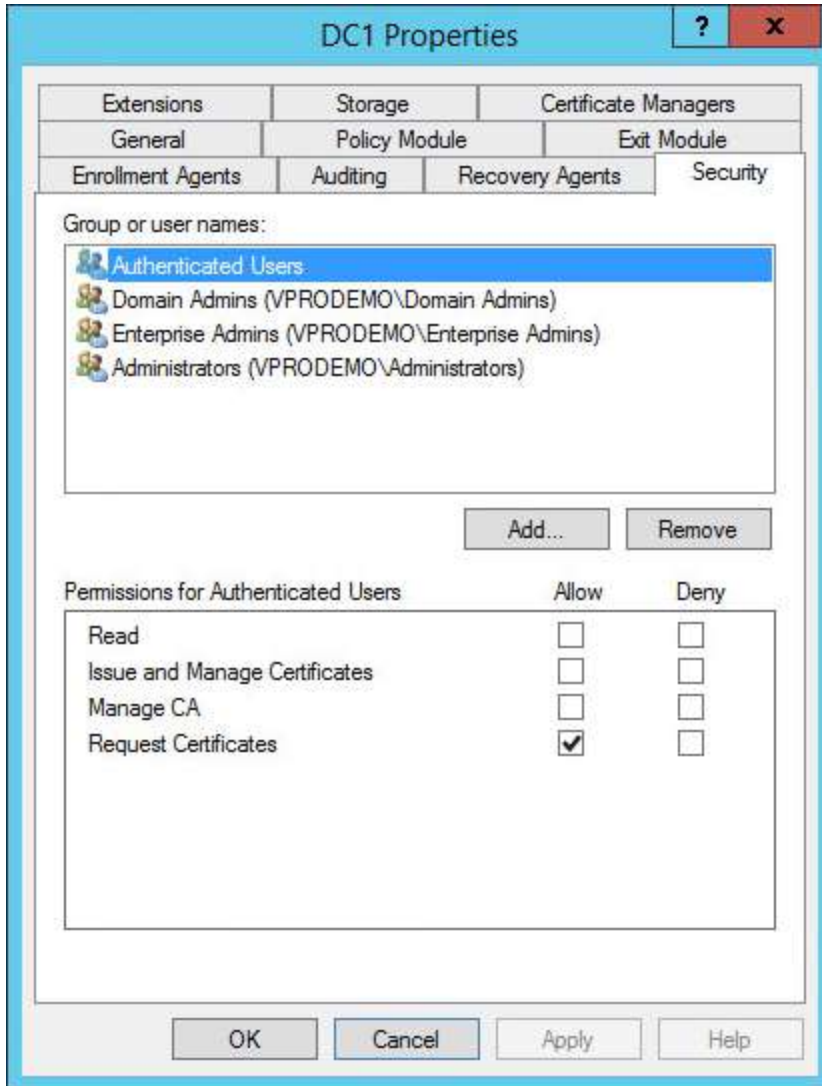 DC1 Properties
?
x
Extensions Storage Certificate Managers
General Policy Module Exit Module
Enrollment Agents Auditing Recovery Agents Security
Group or user names:
Authenticated Users
Domain Admins (VPRODEMO\Domain Admins)
Enterprise Admins (VPRODEMO\Enterprise Admins)
Administrators (VPRODEMO\Administrators)
Add... Remove
Permissions for Authenticated Users Allow Deny
Read
Issue and Manage Certificates
Manage CA
Request Certificates
OK Cancel Apply Help